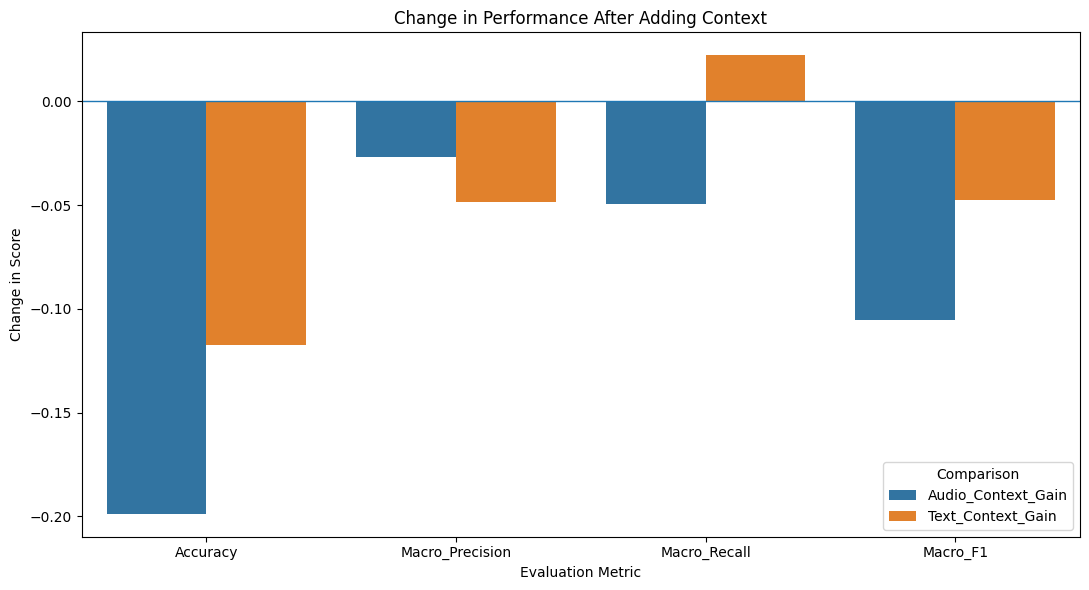 Change in Performance After Adding Context
Change in Score
0.00
−0.05
−0.10
−0.15
−0.20
Accuracy
Macro_Precision
Macro_Recall
Macro_F1
Evaluation Metric
Comparison
Audio_Context_Gain
Text_Context_Gain